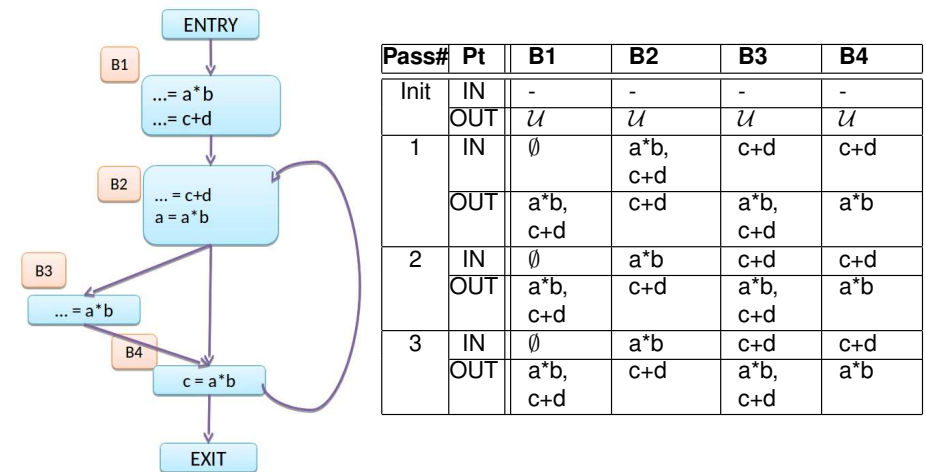 ENTRY
B1
...= a*b
...= c+d
B2
... = c+d
a = a*b
B3
... = a*b
B4
c = a*b
EXIT
Pass# Pt B1 B2 B3 B4
Init IN - - - -
OUT 𝒰 𝒰 𝒰 𝒰
1 IN ∅ a*b, c+d c+d
c+d
OUT a*b, c+d a*b, a*b
c+d c+d
2 IN ∅ a*b c+d c+d
OUT a*b, c+d a*b, a*b
c+d c+d
3 IN ∅ a*b c+d c+d
OUT a*b, c+d a*b, a*b
c+d c+d